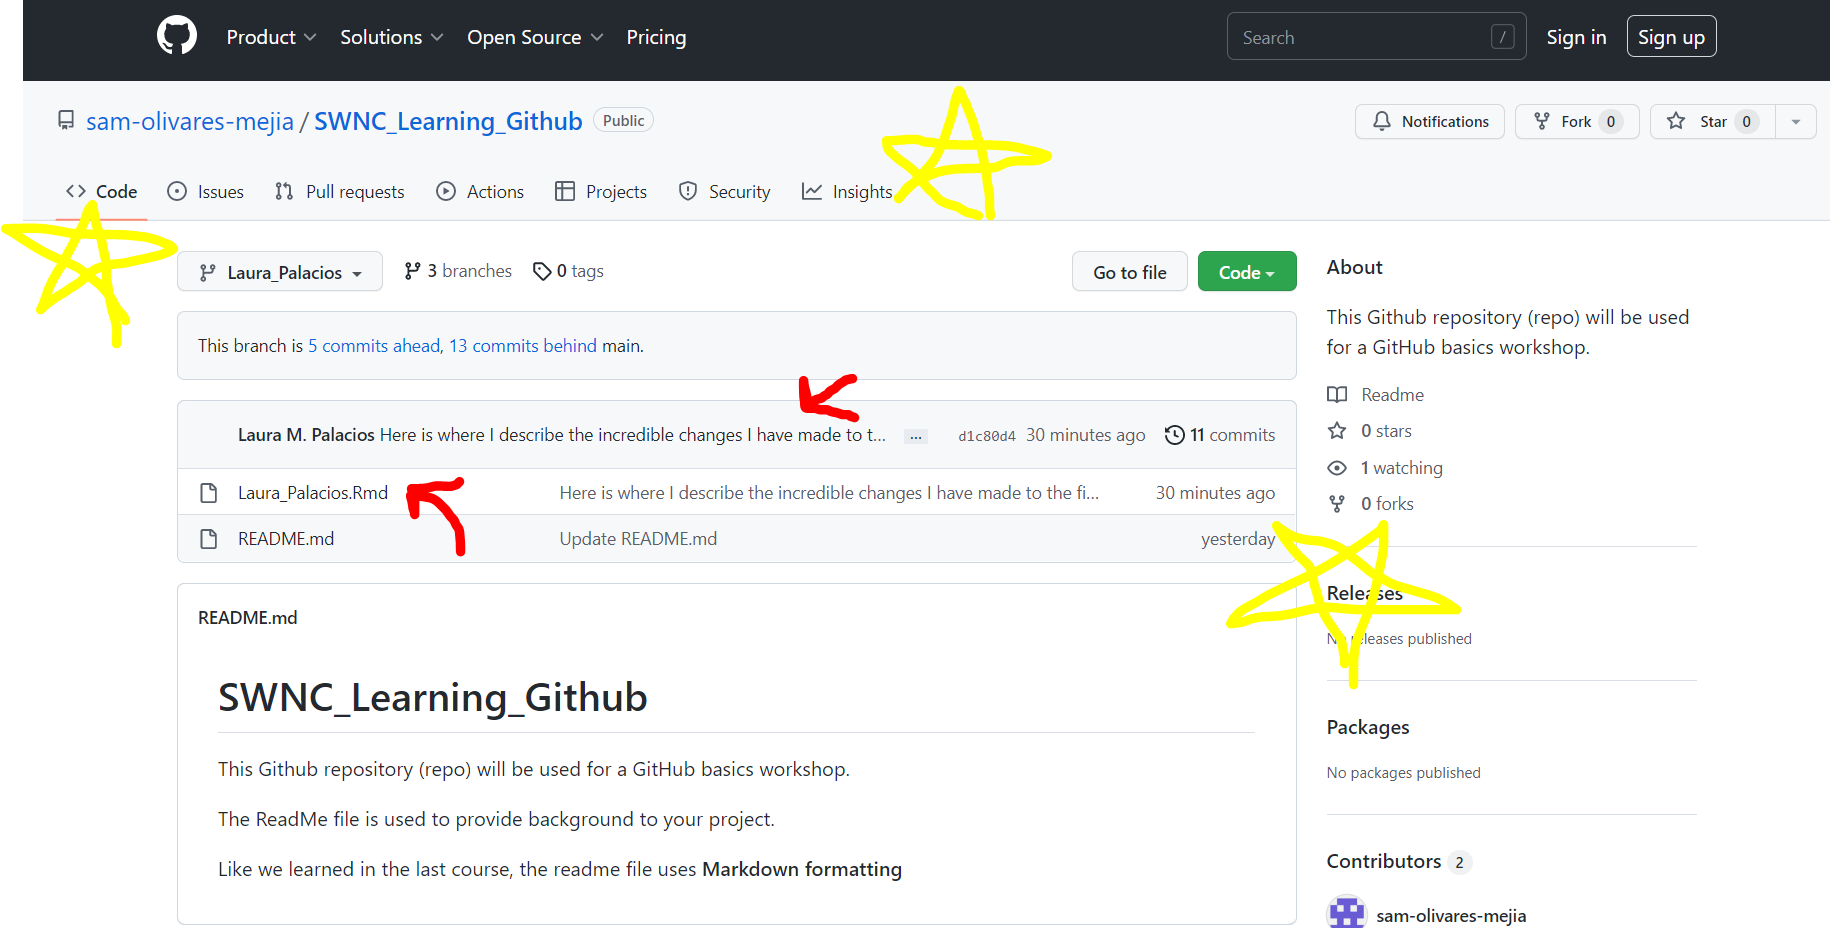 Product Solutions Open Source Pricing Search / Sign in Sign up
sam-olivares-mejia / SWNC_Learning_Github Public Notifications Fork 0 Star 0
Code Issues Pull requests Actions Projects Security Insights
Laura_Palacios 3 branches 0 tags Go to file Code
This branch is 5 commits ahead, 13 commits behind main.
Laura M. Palacios Here is where I describe the incredible changes I have made to t... ... d1c80d4 30 minutes ago 11 commits
Laura_Palacios.Rmd Here is where I describe the incredible changes I have made to the fi... 30 minutes ago
README.md Update README.md yesterday
README.md
SWNC_Learning_Github
This Github repository (repo) will be used for a GitHub basics workshop.
The ReadMe file is used to provide background to your project.
Like we learned in the last course, the readme file uses Markdown formatting
About
This Github repository (repo) will be used
for a GitHub basics workshop.
Readme
0 stars
1 watching
0 forks
Releases
No releases published
Packages
No packages published
Contributors 2
sam-olivares-mejia